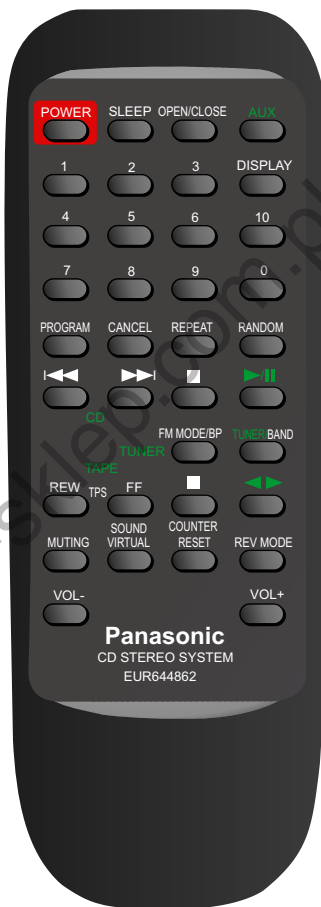 POWER SLEEP OPEN/CLOSE AUX
1 2 3 DISPLAY
4 5 6 10
7 8 9 0
PROGRAM CANCEL REPEAT RANDOM
CD
FM MODE/BP TUNER/BAND
TUNER
TAPE
REW TPS FF
SOUND COUNTER
MUTING VIRTUAL RESET REV MODE
VOL- VOL+
Panasonic
CD STEREO SYSTEM
EUR644862